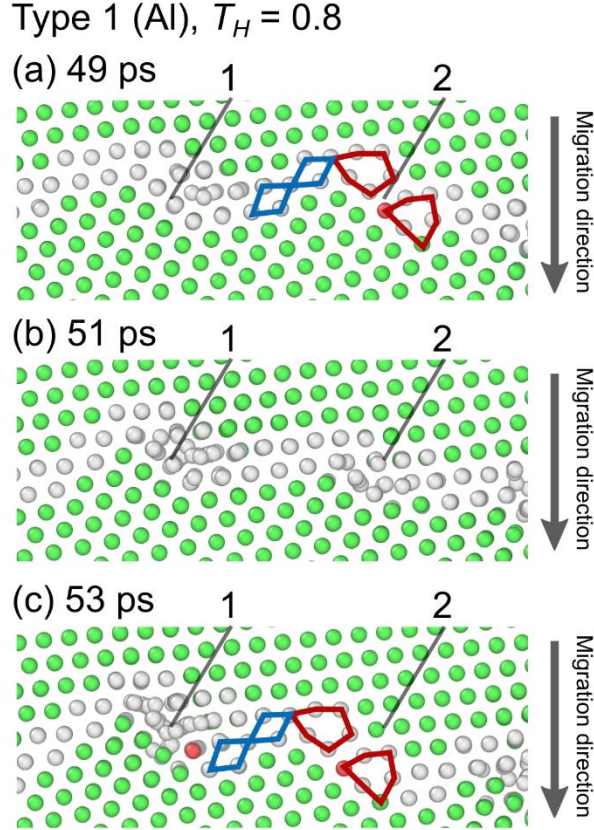 Type 1 (Al), T_H = 0.8
(a) 49 ps
1
2
Migration direction
(b) 51 ps
1
2
Migration direction
(c) 53 ps
1
2
Migration direction